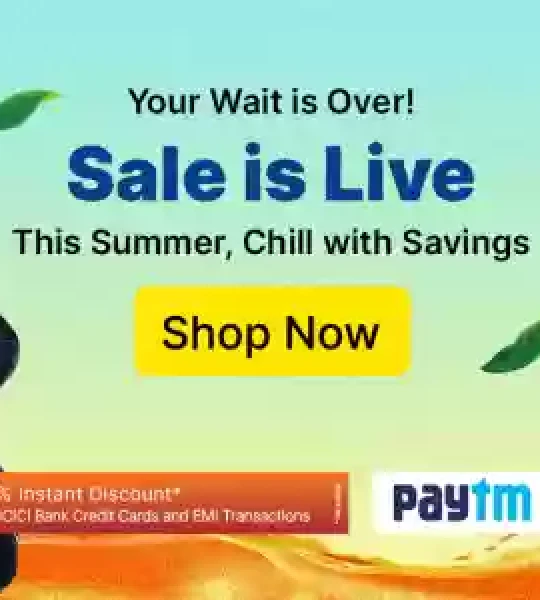 Your Wait is Over!
Sale is Live
This Summer, Chill with Savings
Shop Now
% Instant Discount*
ICICI Bank Credit Cards and EMI Transactions
paytm